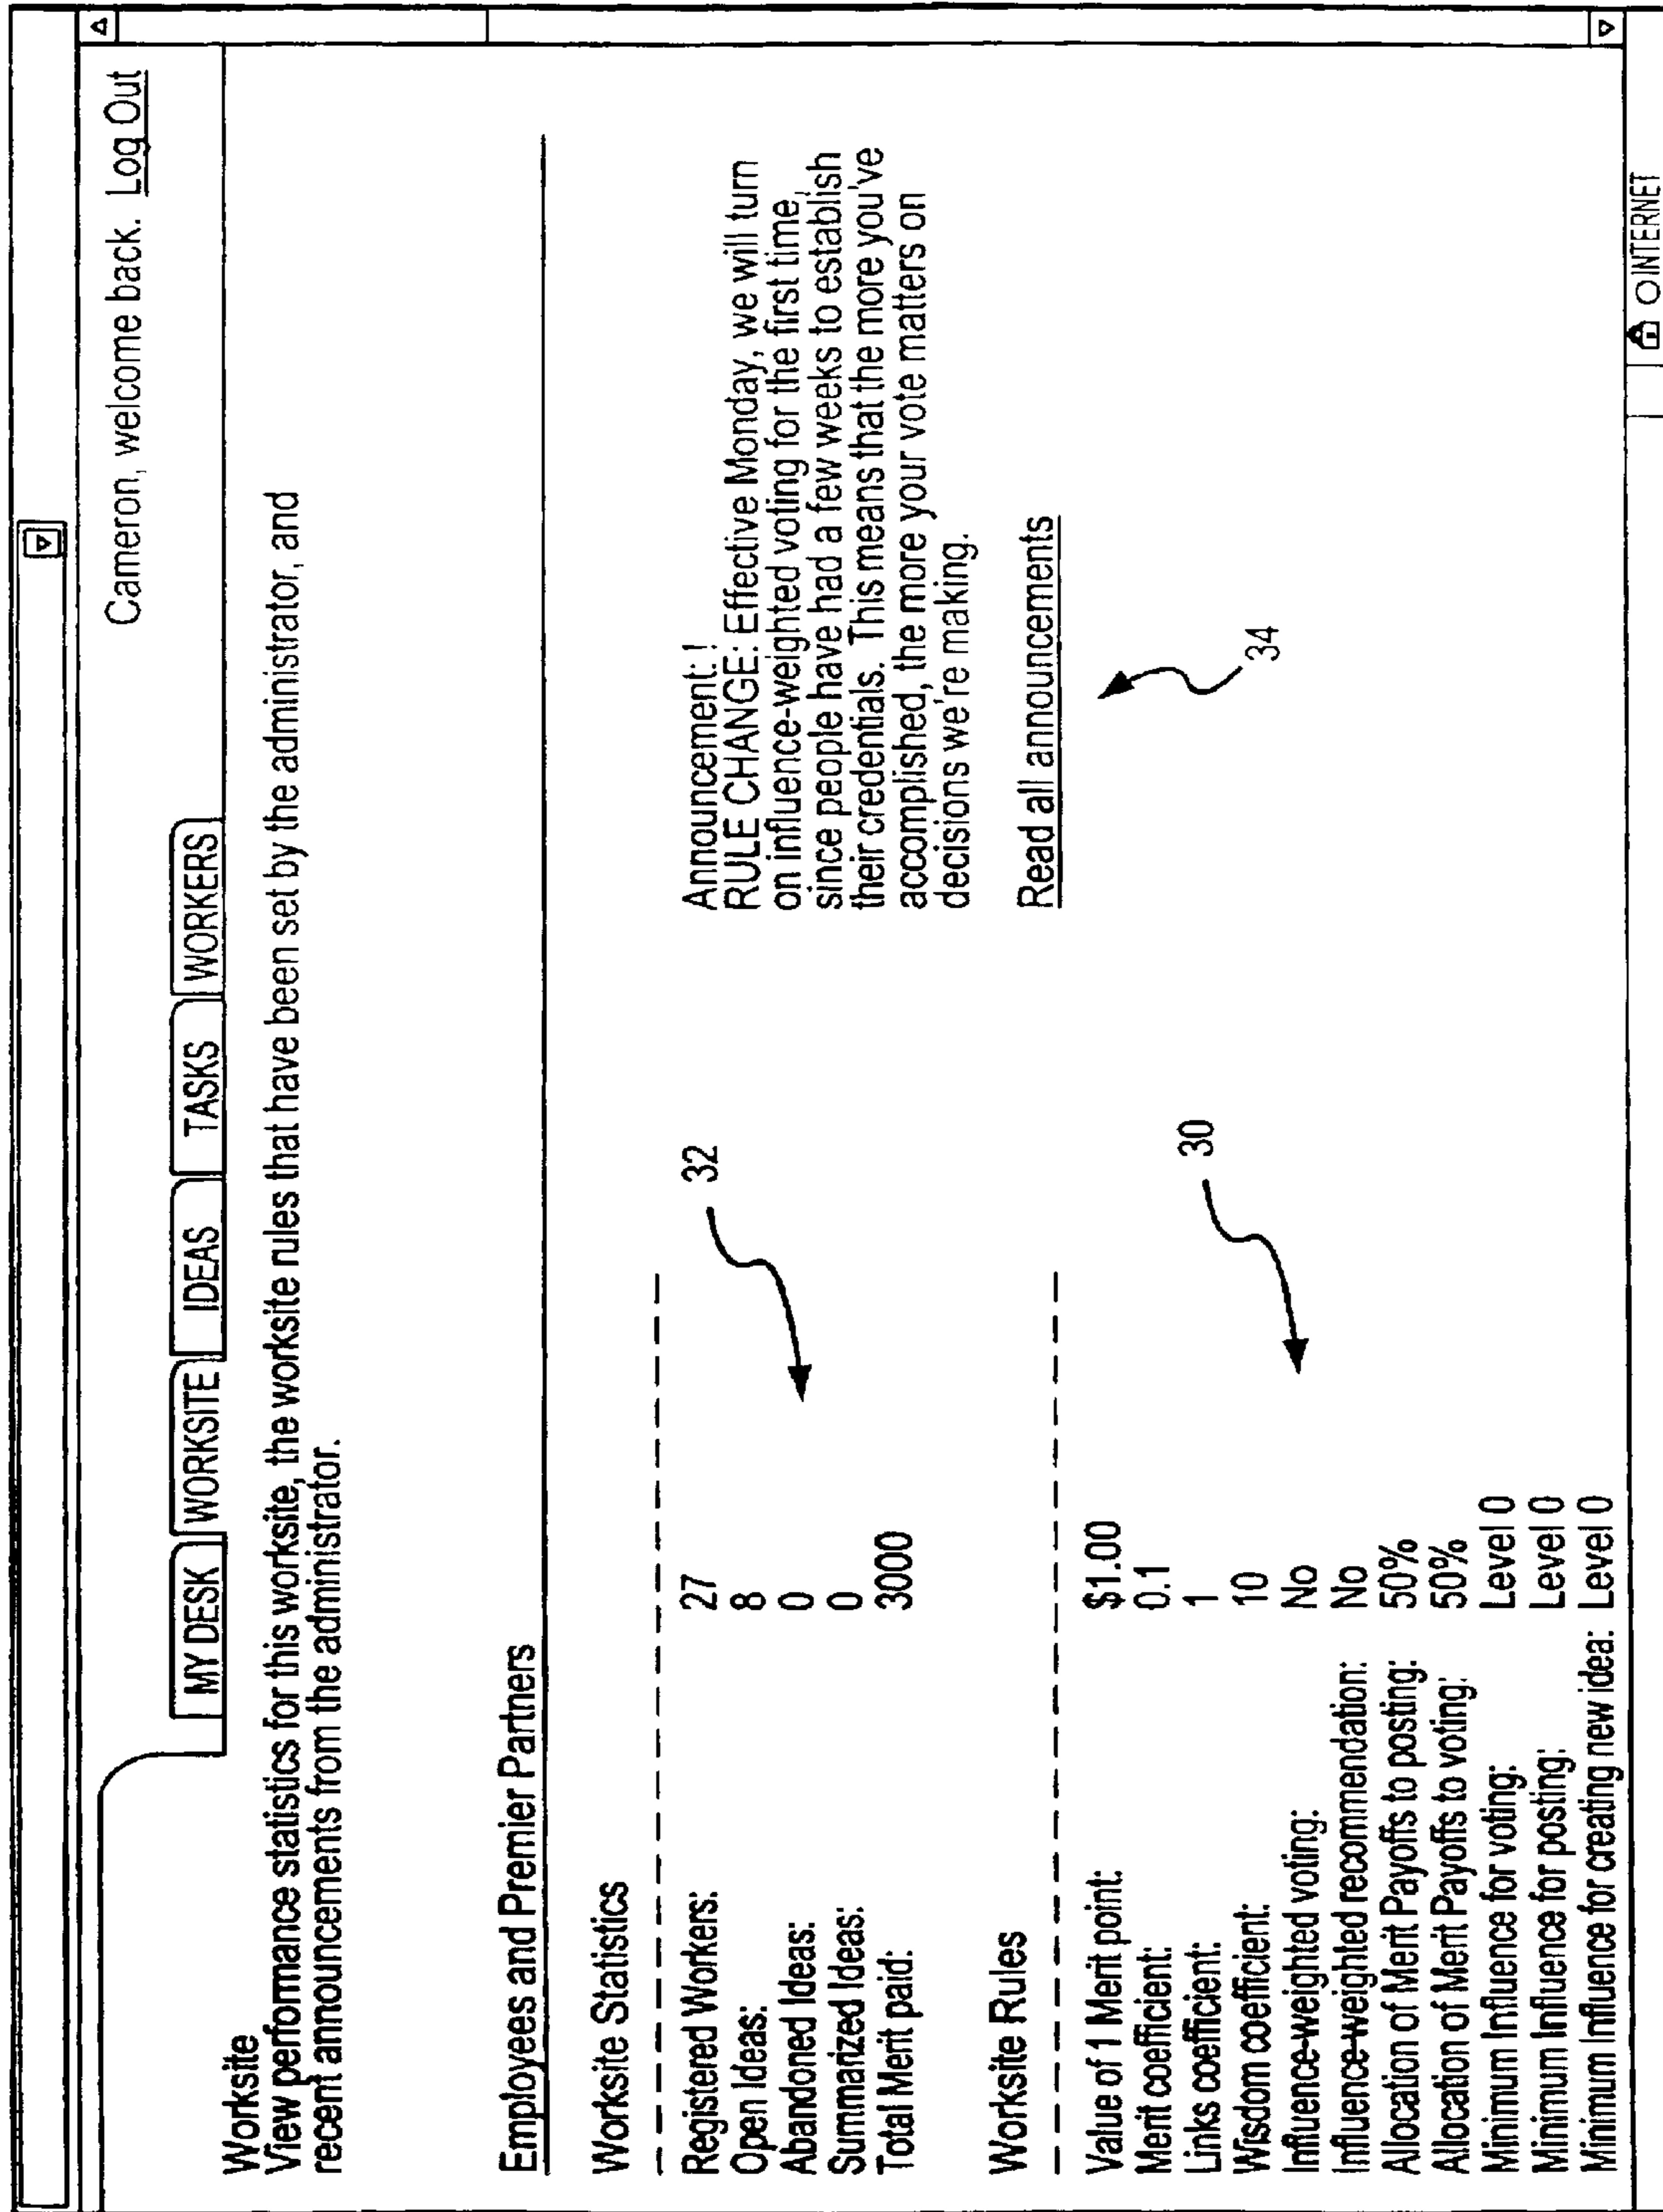 Cameron, welcome back. Log Out
MY DESK WORKSITE IDEAS TASKS WORKERS
Worksite
View performance statistics for this worksite, the worksite rules that have been set by the administrator, and
recent announcements from the administrator.
Employees and Premier Partners
Worksite Statistics
Registered Workers: 27
Open Ideas: 8
Abandoned Ideas: 0
Summarized Ideas: 0
Total Merit paid: 3000
32
Announcement: !
RULE CHANGE: Effective Monday, we will turn
on influence-weighted voting for the first time,
since people have had a few weeks to establish
their credentials. This means that the more you've
accomplished, the more your vote matters on
decisions we're making.
Read all announcements
34
Worksite Rules
Value of 1 Merit point: $1.00
Merit coefficient: 0.1
Links coefficient: 1
Wisdom coefficient: 10
Influence-weighted voting: No
Influence-weighted recommendation: No
Allocation of Merit Payoffs to posting: 50%
Allocation of Merit Payoffs to voting: 50%
Minimum Influence for voting: Level 0
Minimum Influence for posting: Level 0
Minimum Influence for creating new idea: Level 0
30
INTERNET